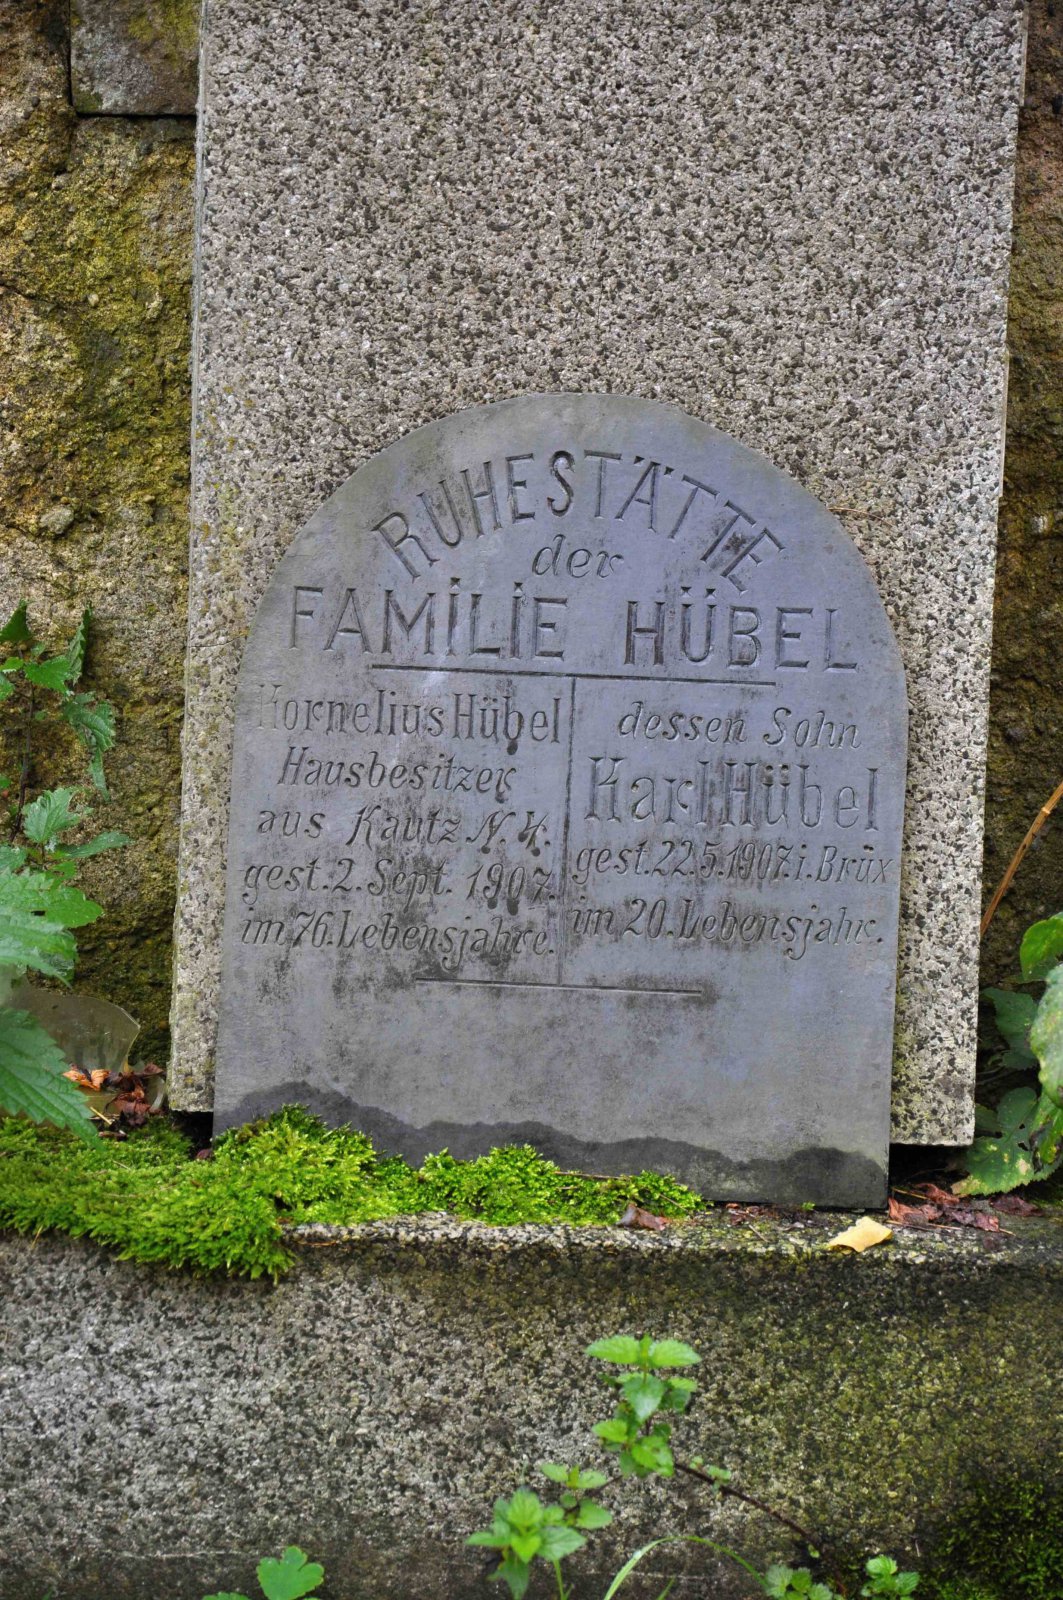 RUHESTÄTTE
der
FAMILIE HÜBEL
Kornelius Hübel
Hausbesitzer
aus Kautz N. 4.
gest. 2. Sept. 1907.
im 76. Lebensjahre.
dessen Sohn
Karl Hübel
gest. 22.5.1907. i. Brüx
im 20. Lebensjahr.